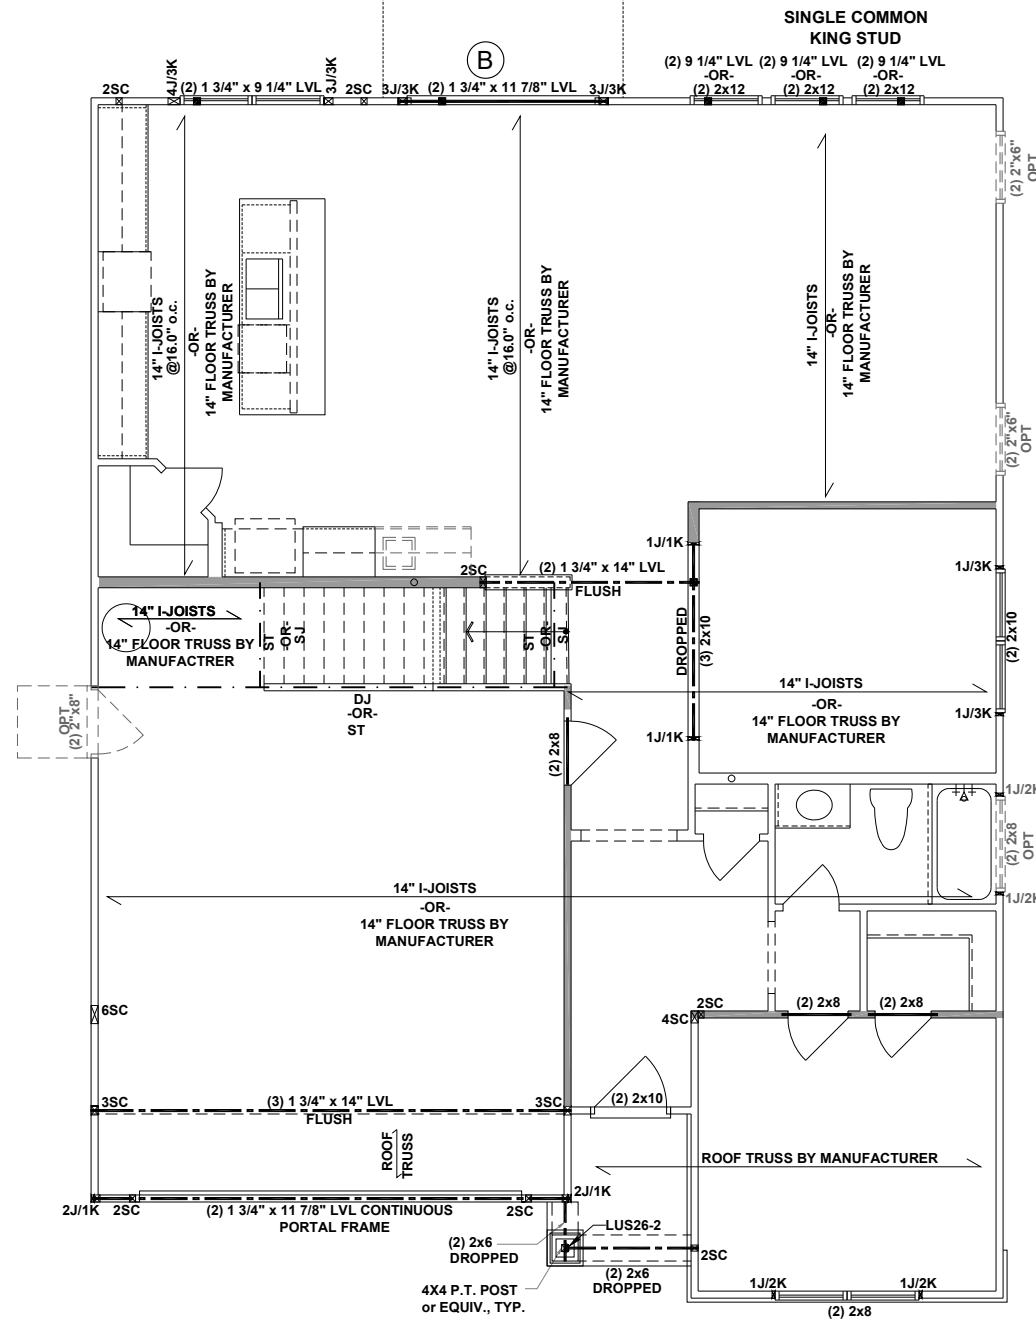 SINGLE COMMON
KING STUD
B
2SC
4J/3K
(2) 1 3/4" x 9 1/4" LVL
3J/3K
2SC
3J/3K
(2) 1 3/4" x 11 7/8" LVL
3J/3K
(2) 9 1/4" LVL
-OR-
(2) 2x12
(2) 9 1/4" LVL
-OR-
(2) 2x12
(2) 9 1/4" LVL
-OR-
(2) 2x12
(2) 2"x6"
OPT
14" I-JOISTS
@16.0" o.c.
-OR-
14" FLOOR TRUSS BY
MANUFACTURER
14" I-JOISTS
@16.0" o.c.
-OR-
14" FLOOR TRUSS BY
MANUFACTURER
14" I-JOISTS
-OR-
14" FLOOR TRUSS BY
MANUFACTURER
(2) 2"x6"
OPT
1J/1K
2SC
(2) 1 3/4" x 14" LVL
FLUSH
1J/3K
DROPPED
(3) 2x10
(2) 2x10
14" I-JOISTS
-OR-
14" FLOOR TRUSS BY
MANUFACTRER
ST
-OR-
SJ
ST
-OR-
SJ
DJ
-OR-
ST
14" I-JOISTS
-OR-
14" FLOOR TRUSS BY
MANUFACTURER
1J/3K
1J/1K
OPT
(2) 2"x8"
(2) 2x8
1J/2K
(2) 2x8
OPT
1J/2K
14" I-JOISTS
-OR-
14" FLOOR TRUSS BY
MANUFACTURER
6SC
2SC
4SC
(2) 2x8
(2) 2x8
3SC
(3) 1 3/4" x 14" LVL
FLUSH
3SC
(2) 2x10
ROOF
TRUSS
ROOF TRUSS BY MANUFACTURER
2J/1K
2SC
(2) 1 3/4" x 11 7/8" LVL CONTINUOUS
PORTAL FRAME
2SC
2J/1K
LUS26-2
(2) 2x6
DROPPED
2SC
(2) 2x6
DROPPED
4X4 P.T. POST
or EQUIV., TYP.
1J/2K
1J/2K
(2) 2x8